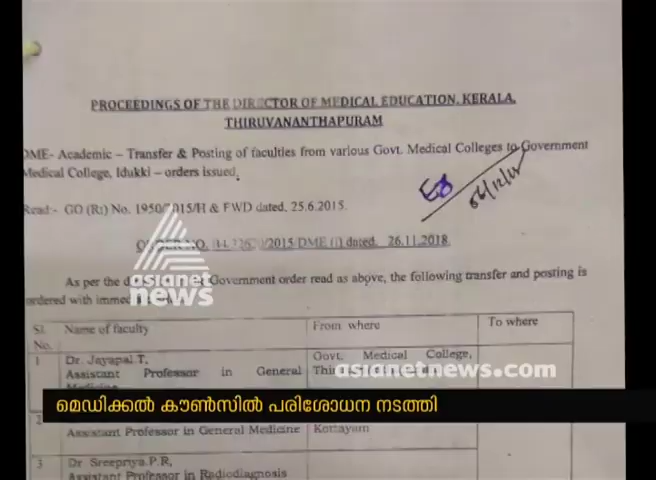 PROCEEDINGS OF THE DIRECTOR OF MEDICAL EDUCATION, KERALA,
THIRUVANANTHAPURAM
DME- Academic – Transfer & Posting of faculties from various Govt. Medical Colleges to Government
Medical College, Idukki – orders issued.
Read:- GO (Rt) No. 1950/2015/H & FWD dated, 25.6.2015.
ORDER NO. /2015/DME (I) dated, 26.11.2018.
As per the Government order read as above, the following transfer and posting is
ordered with
asianet
news
Sl. No. Name of faculty From where To where
1 Dr. Jayapal T, Govt. Medical College,
Assistant Professor in General
asianetnews.com
മെഡിക്കൽ കൗൺസിൽ പരിശോധന നടത്തി
2
Assistant Professor in General Medicine Kottayam
3 Dr Sreepriya.P.R,
Assistant Professor in Radiodiagnosis